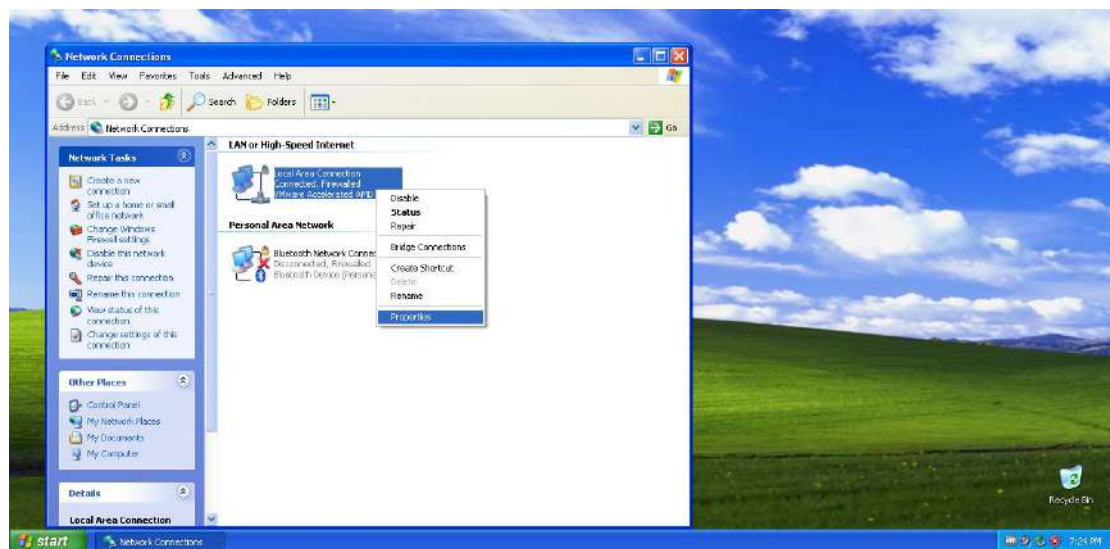 Network Connections
File Edit View Favorites Tools Advanced Help
Back Search Folders
Address Network Connections Go
Network Tasks
Create a new
connection
Set up a home or small
office network
Change Windows
Firewall settings
Disable this network
device
Repair this connection
Rename this connection
View status of this
connection
Change settings of this
connection
Other Places
Control Panel
My Network Places
My Documents
My Computer
Details
Local Area Connection
LAN or High-Speed Internet
Local Area Connection
Connected, Firewalled
VMware Accelerated AMD
Personal Area Network
Bluetooth Network Connec
Disconnected, Firewalled
Bluetooth Device (Persona
Disable
Status
Repair
Bridge Connections
Create Shortcut
Delete
Rename
Properties
Recycle Bin
start Network Connections 7:24 PM